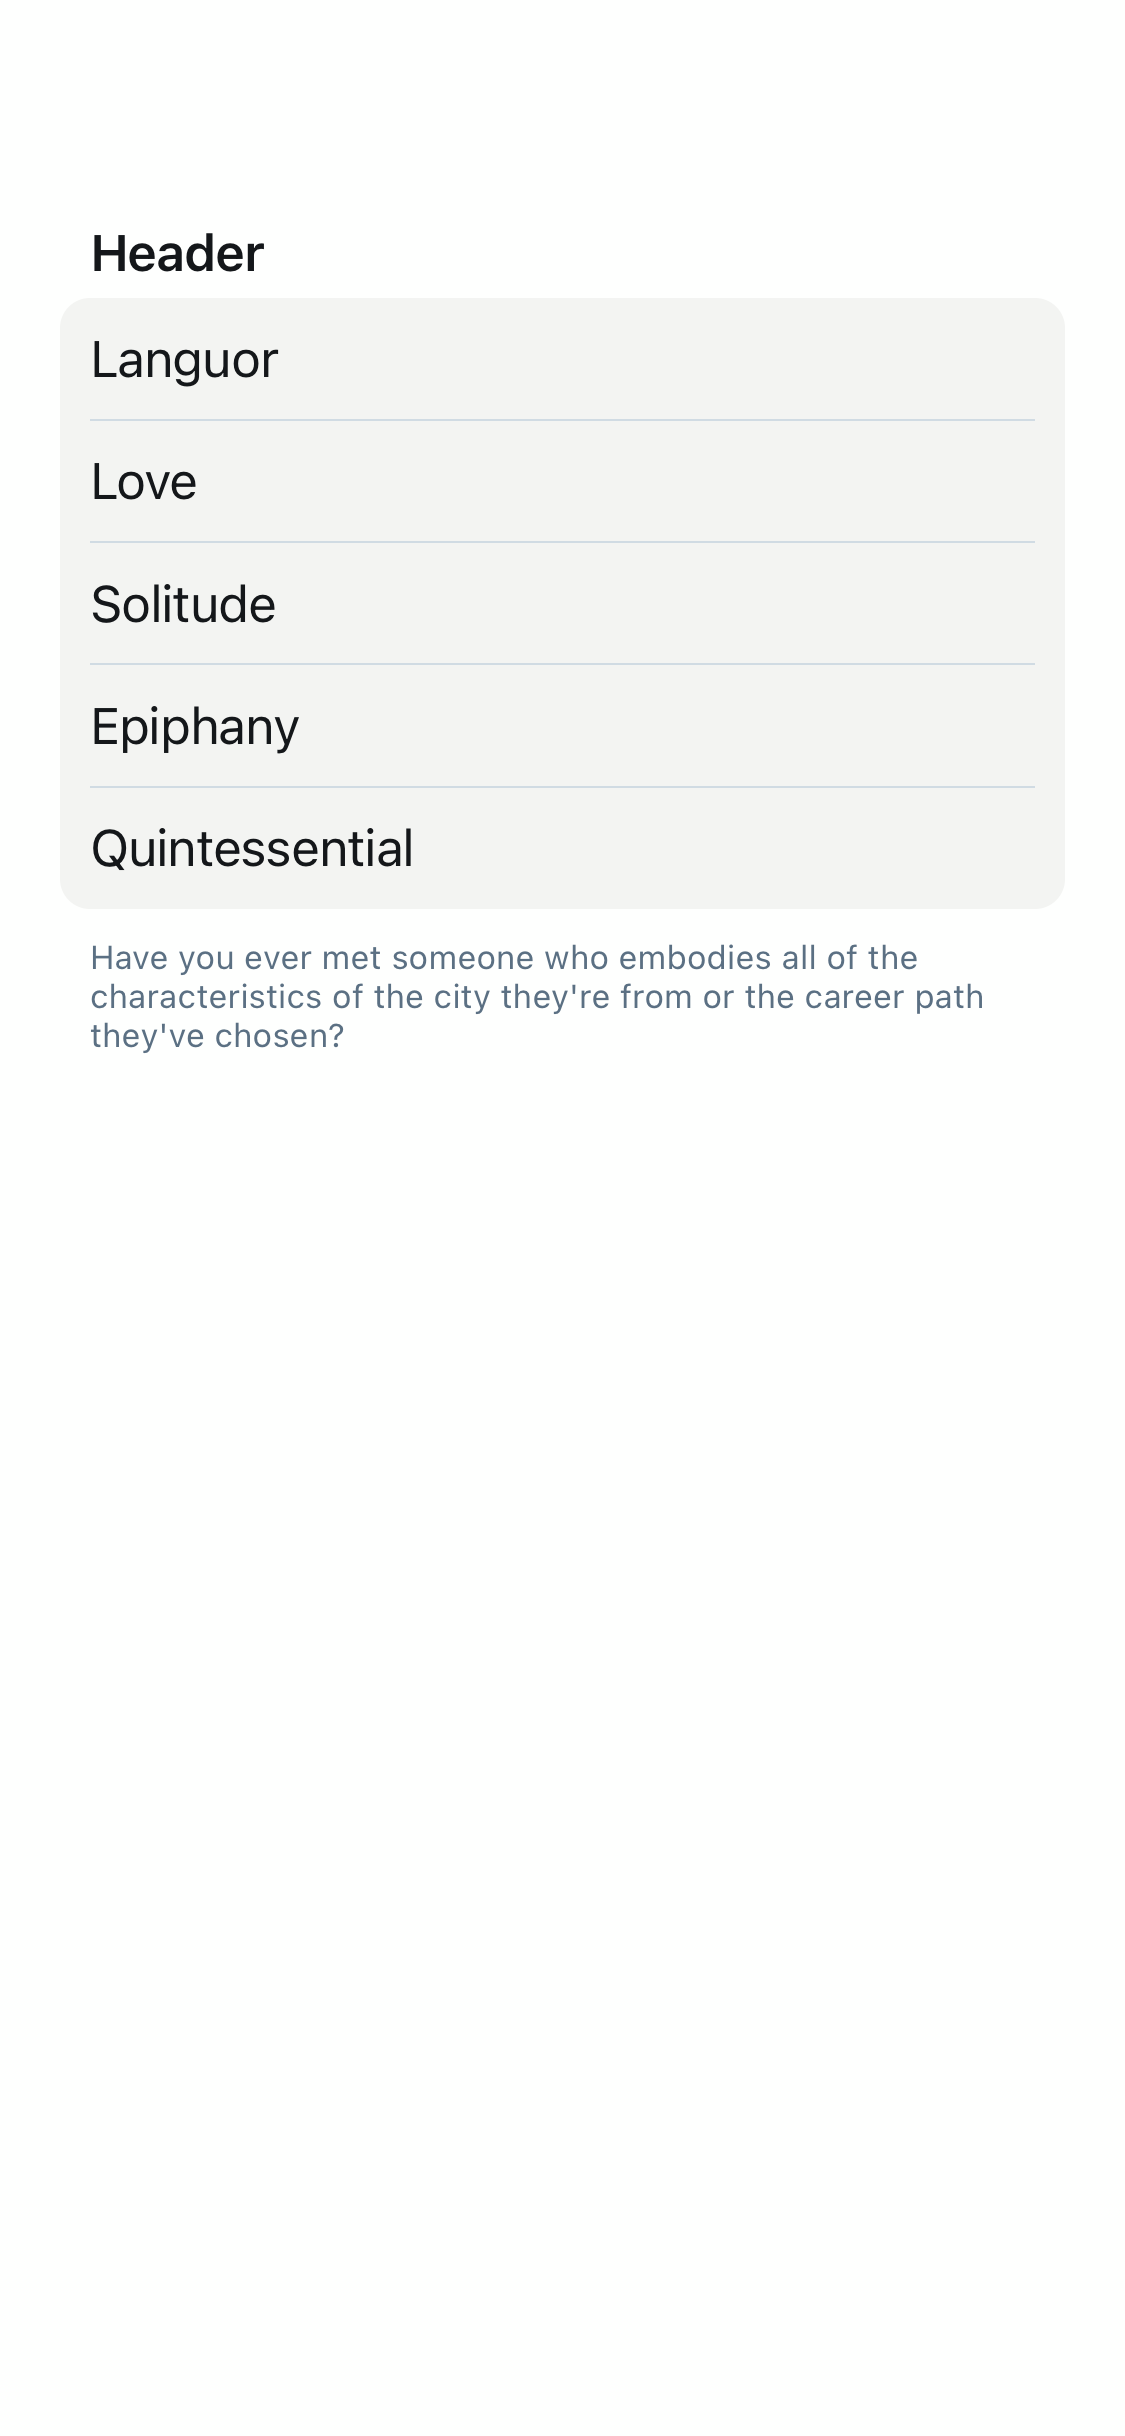 Header
Languor
Love
Solitude
Epiphany
Quintessential
Have you ever met someone who embodies all of the
characteristics of the city they're from or the career path
they've chosen?